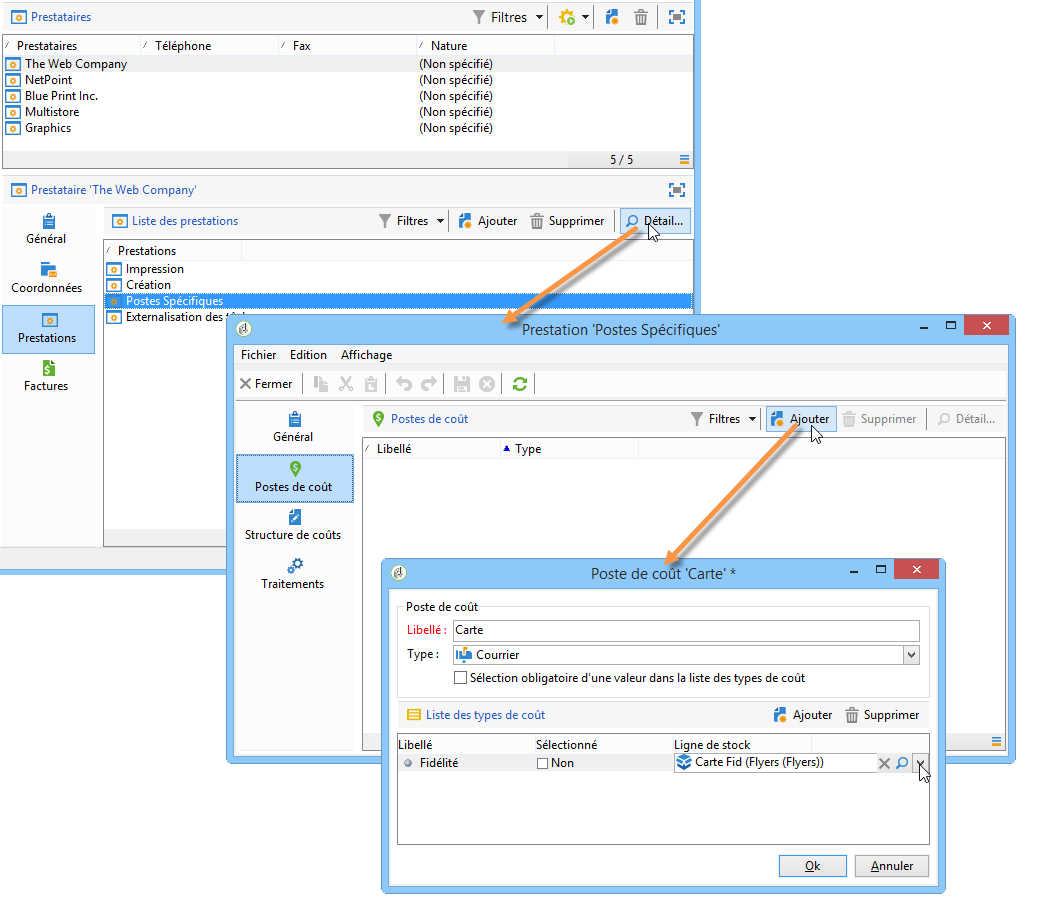 Prestataires
Filtres
Prestataires Téléphone Fax Nature
The Web Company (Non spécifié)
NetPoint (Non spécifié)
Blue Print Inc. (Non spécifié)
Multistore (Non spécifié)
Graphics (Non spécifié)
5 / 5
Prestataire 'The Web Company'
Général
Coordonnées
Prestations
Factures
Liste des prestations
Filtres Ajouter Supprimer Détail...
Prestations
Impression
Création
Postes Spécifiques
Externalisation des
Prestation 'Postes Spécifiques'
Fichier Edition Affichage
Fermer
Général
Postes de coût
Structure de coûts
Traitements
Postes de coût
Filtres Ajouter Supprimer Détail...
Libellé Type
Poste de coût 'Carte' *
Poste de coût
Libellé : Carte
Type : Courrier
Sélection obligatoire d'une valeur dans la liste des types de coût
Liste des types de coût Ajouter Supprimer
Libellé Sélectionné Ligne de stock
Fidélité Non Carte Fid (Flyers (Flyers))
Ok Annuler